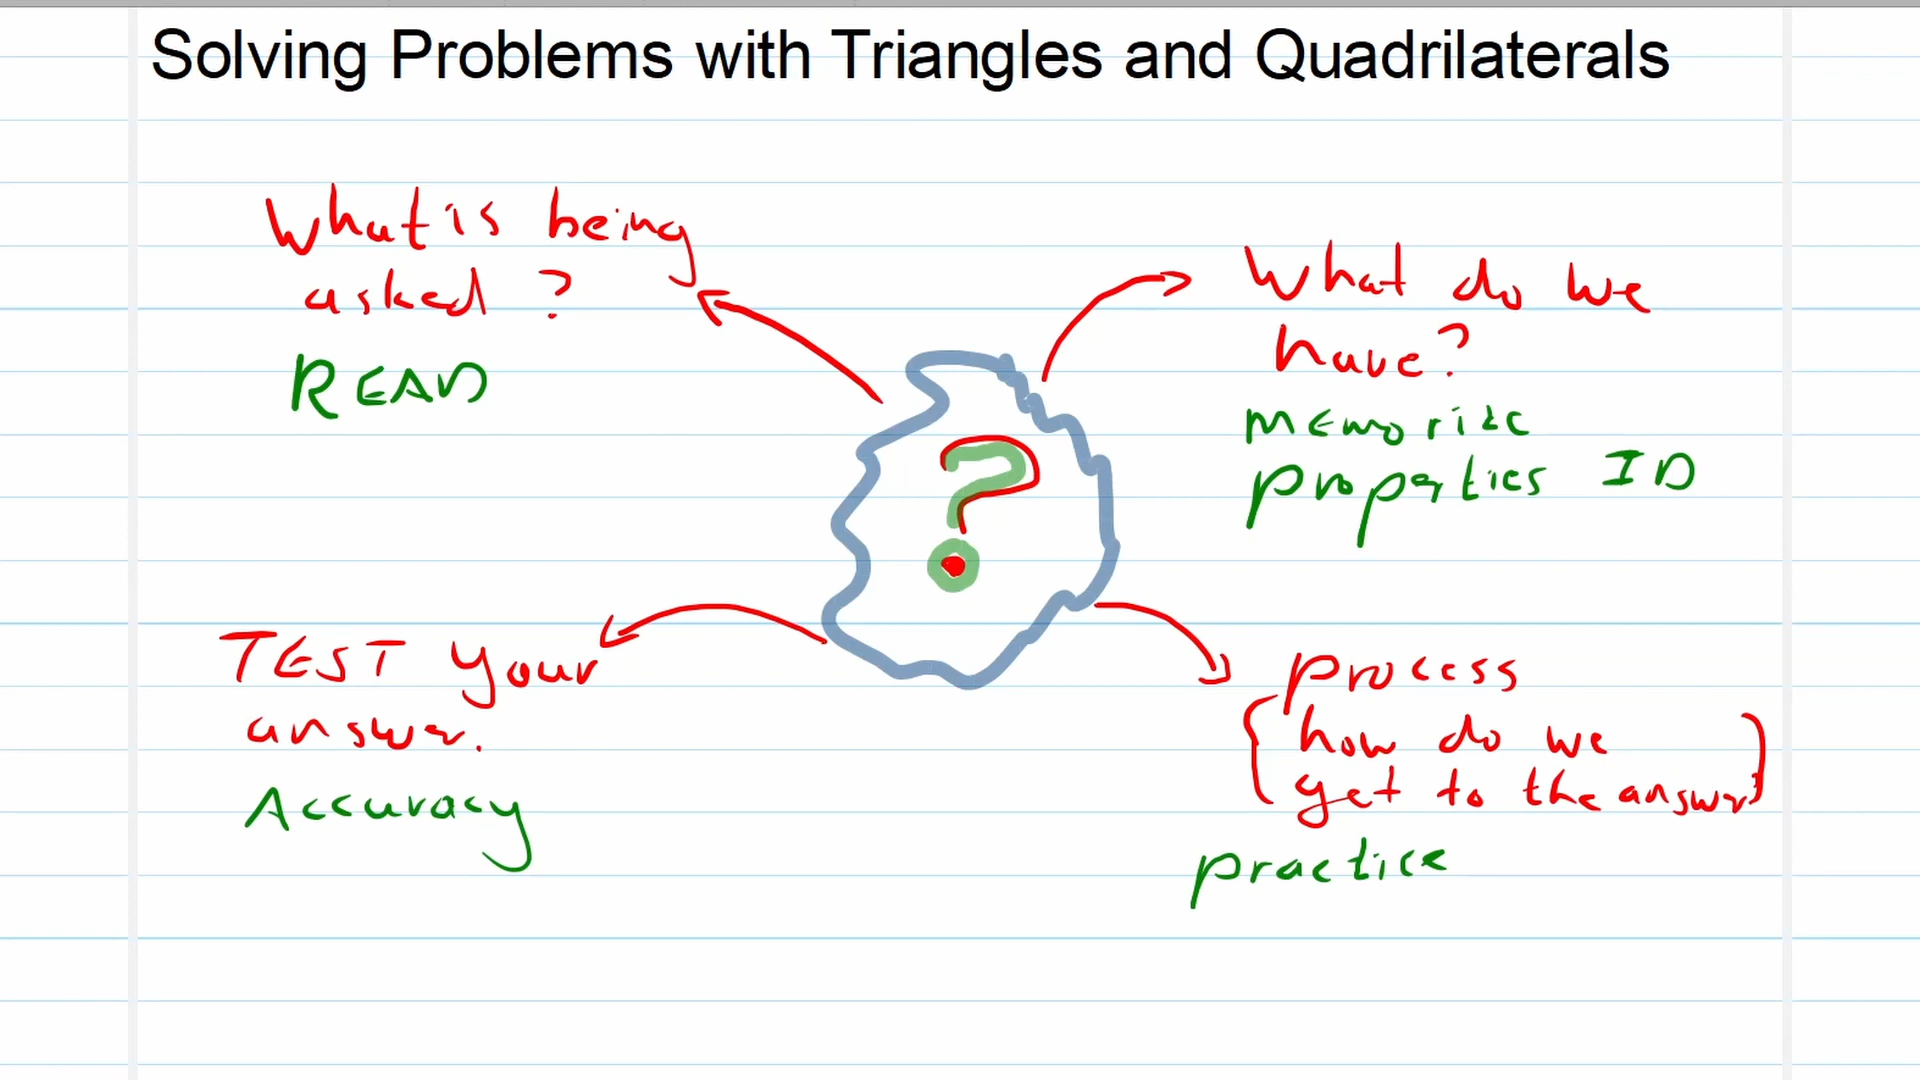 Solving Problems with Triangles and Quadrilaterals
What is being
asked ?
READ
What do we
have?
memorize
properties ID
?
TEST your
answer.
Accuracy
process
{ how do we
get to the answer }
practice